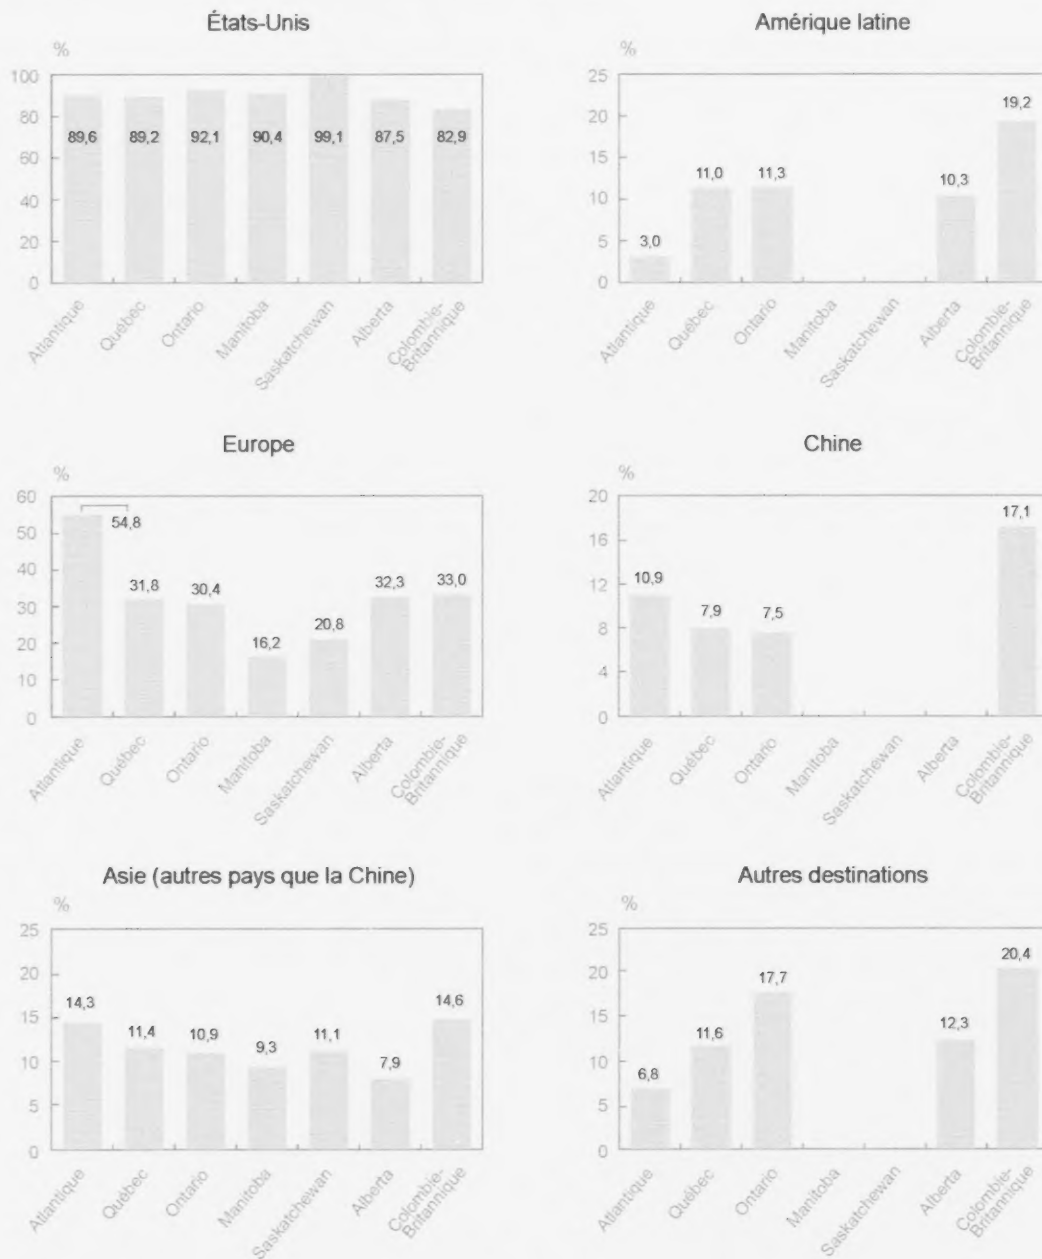 États-Unis
%
100
80
60
40
20
0
89,6 89,2 92,1 90,4 99,1 87,5 82,9
Atlantique Québec Ontario Manitoba Saskatchewan Alberta Colombie-
Britannique
Amérique latine
%
25
20
15
10
5
0
3,0 11,0 11,3 10,3 19,2
Atlantique Québec Ontario Manitoba Saskatchewan Alberta Colombie-
Britannique
Europe
%
60
50
40
30
20
10
0
54,8 31,8 30,4 16,2 20,8 32,3 33,0
Atlantique Québec Ontario Manitoba Saskatchewan Alberta Colombie-
Britannique
Chine
%
20
16
12
8
4
0
10,9 7,9 7,5 17,1
Atlantique Québec Ontario Manitoba Saskatchewan Alberta Colombie-
Britannique
Asie (autres pays que la Chine)
%
25
20
15
10
5
0
14,3 11,4 10,9 9,3 11,1 7,9 14,6
Atlantique Québec Ontario Manitoba Saskatchewan Alberta Colombie-
Britannique
Autres destinations
%
25
20
15
10
5
0
6,8 11,6 17,7 12,3 20,4
Atlantique Québec Ontario Manitoba Saskatchewan Alberta Colombie-
Britannique